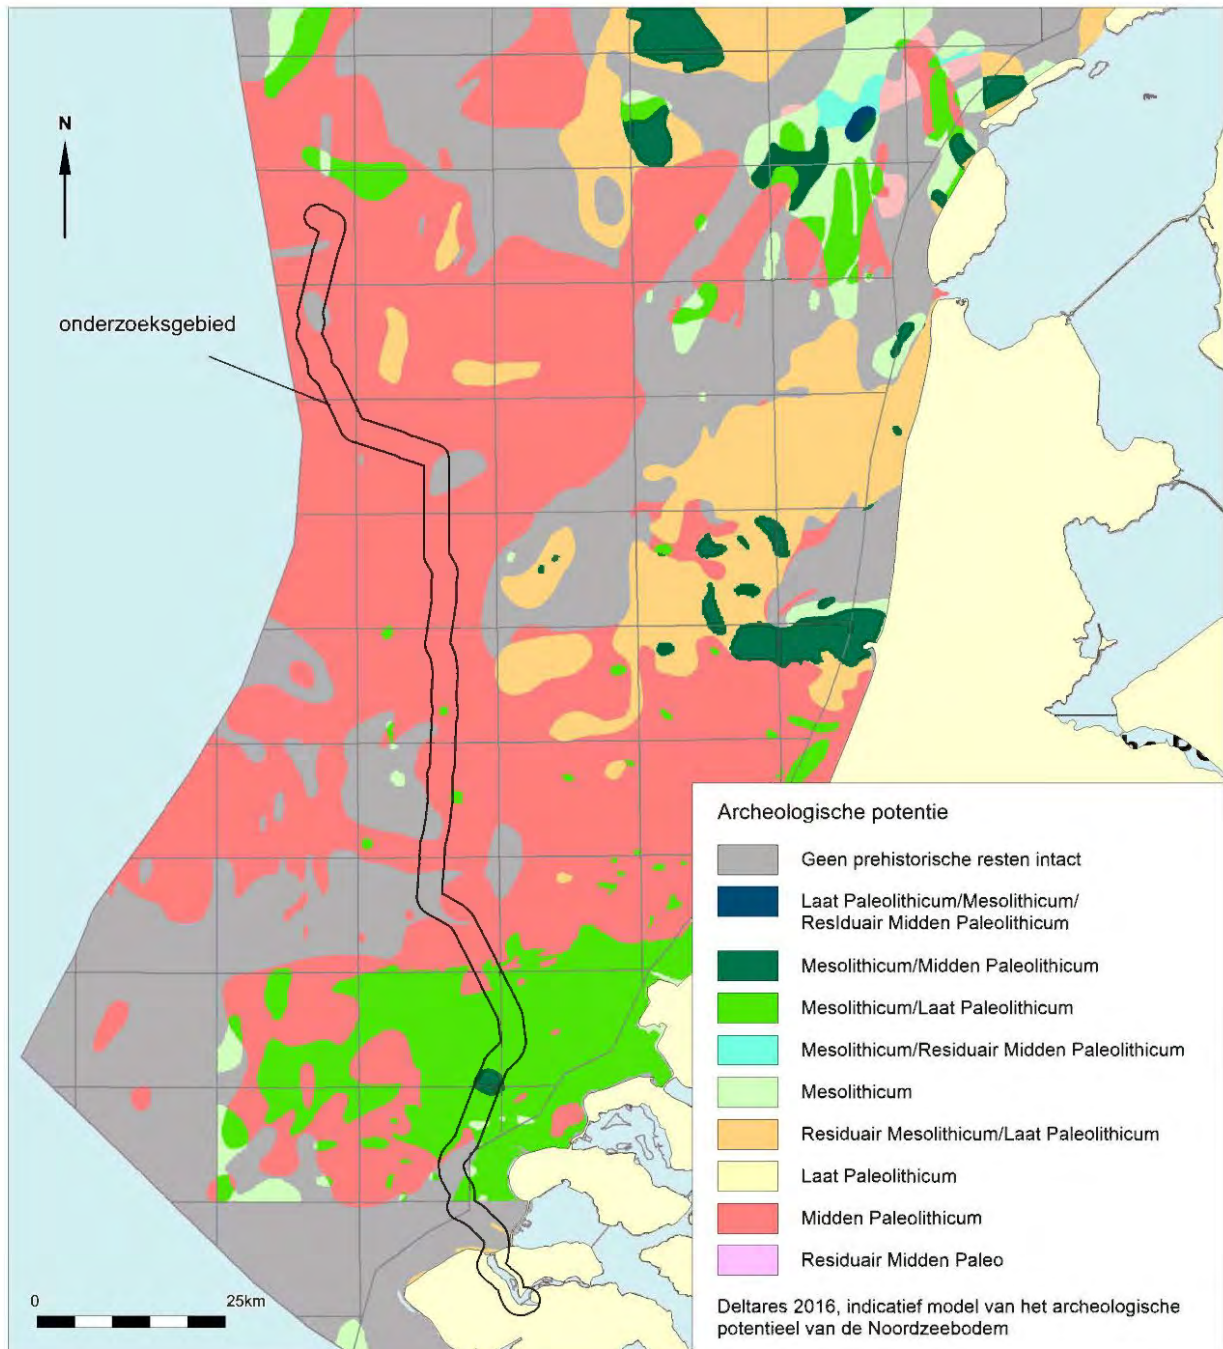 N
onderzoeksgebied
Archeologische potentie
Geen prehistorische resten intact
Laat Paleolithicum/Mesolithicum/
Residuair Midden Paleolithicum
Mesolithicum/Midden Paleolithicum
Mesolithicum/Laat Paleolithicum
Mesolithicum/Residuair Midden Paleolithicum
Mesolithicum
Residuair Mesolithicum/Laat Paleolithicum
Laat Paleolithicum
Midden Paleolithicum
Residuair Midden Paleo
0 25km
Deltares 2016, indicatief model van het archeologische
potentieel van de Noordzeebodem